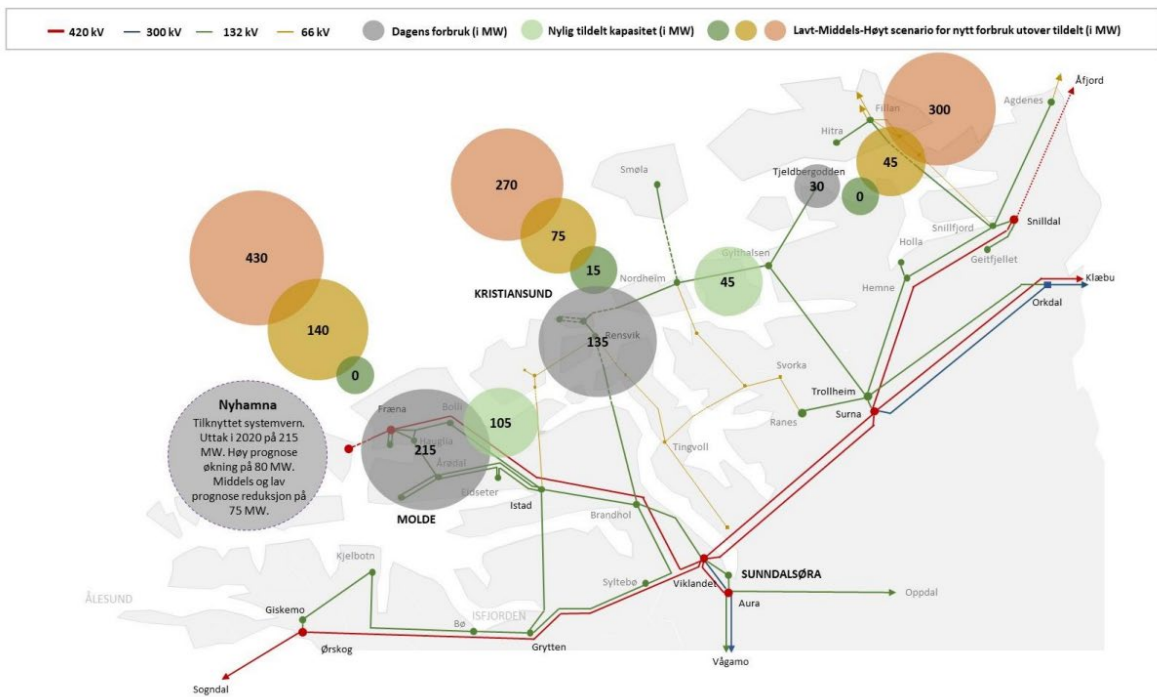 420 kV 300 kV 132 kV 66 kV Dagens forbruk (i MW) Nylig tildelt kapasitet (i MW) Lavt-Middels-Høyt scenario for nytt forbruk utover tildelt (i MW)
Åfjord
Agdenes
Fillan
300
Hitra
45
Smøla
Tjeldbergodden
270
30
0
Snilldal
Snillfjord
75
Holla
Geitfjellet
Gylthalsen
430
15
Nordheim
45
Hemne
Klæbu
KRISTIANSUND
Orkdal
140
Rensvik
135
Svorka
0
Trollheim
Nyhamna
Tilknyttet systemvern.
Uttak i 2020 på 215
MW. Høy prognose
økning på 80 MW.
Middels og lav
prognose reduksjon på
75 MW.
Fræna
Bolli
105
Ranes
Surna
Hauglia
215
Tingvoll
Årødal
Eidseter
Istad
MOLDE
Brandhol
Kjelbotn
SUNNDALSØRA
Viklandet
Syltebø
Oppdal
ÅLESUND
Giskemo
ISFJORDEN
Aura
Bø
Ørskog
Grytten
Vågamo
Sogndal